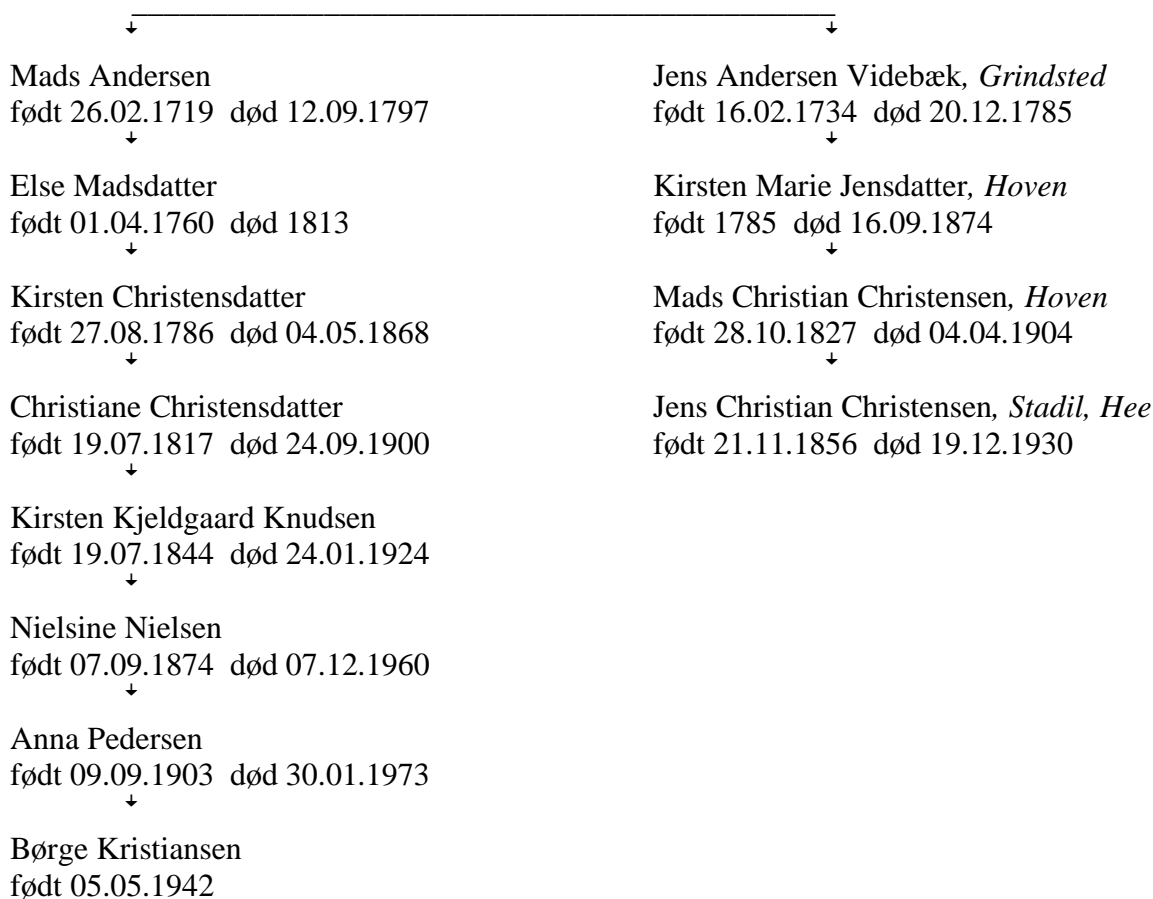 Mads Andersen
født 26.02.1719  død 12.09.1797
Else Madsdatter
født 01.04.1760  død 1813
Kirsten Christensdatter
født 27.08.1786  død 04.05.1868
Christiane Christensdatter
født 19.07.1817  død 24.09.1900
Kirsten Kjeldgaard Knudsen
født 19.07.1844  død 24.01.1924
Nielsine Nielsen
født 07.09.1874  død 07.12.1960
Anna Pedersen
født 09.09.1903  død 30.01.1973
Børge Kristiansen
født 05.05.1942
Jens Andersen Videbæk, Grindsted
født 16.02.1734  død 20.12.1785
Kirsten Marie Jensdatter, Hoven
født 1785  død 16.09.1874
Mads Christian Christensen, Hoven
født 28.10.1827  død 04.04.1904
Jens Christian Christensen, Stadil, Hee
født 21.11.1856  død 19.12.1930